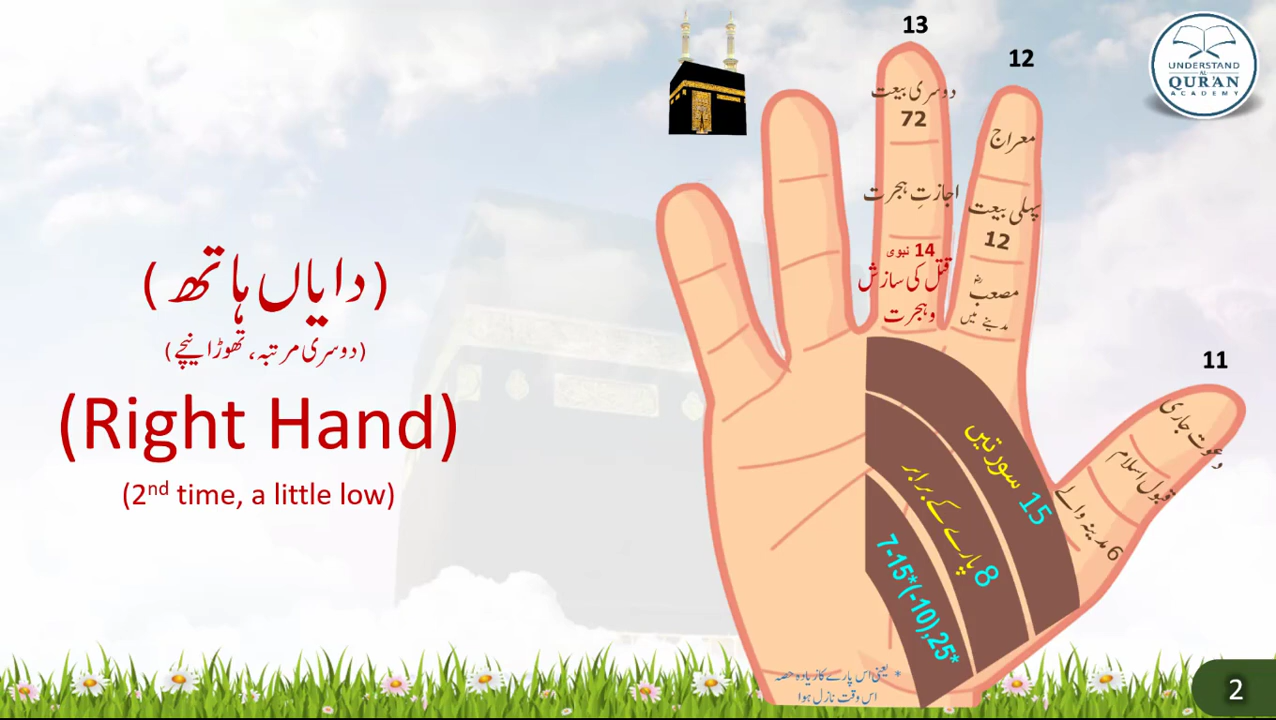 UNDERSTAND
AL
QURAN
ACADEMY
(دایاں ہاتھ)
(دوسری مرتبہ، تھوڑا نیچے)
(Right Hand)
(2nd time, a little low)
13
دوسری بیعت
72
اجازتِ ہجرت
14 نبوی
قتل کی سازش
و ہجرت
12
معراج
پہلی بیعت
12
مصعبؓ
مدینے میں
11
دعوت جاری
قبول اسلام
6 مدینہ والے
15 سورتیں
8 پارے کے برابر
7-15*(-10),25*
* یعنی اس پارے کا زیادہ حصہ
اس وقت نازل ہوا
2